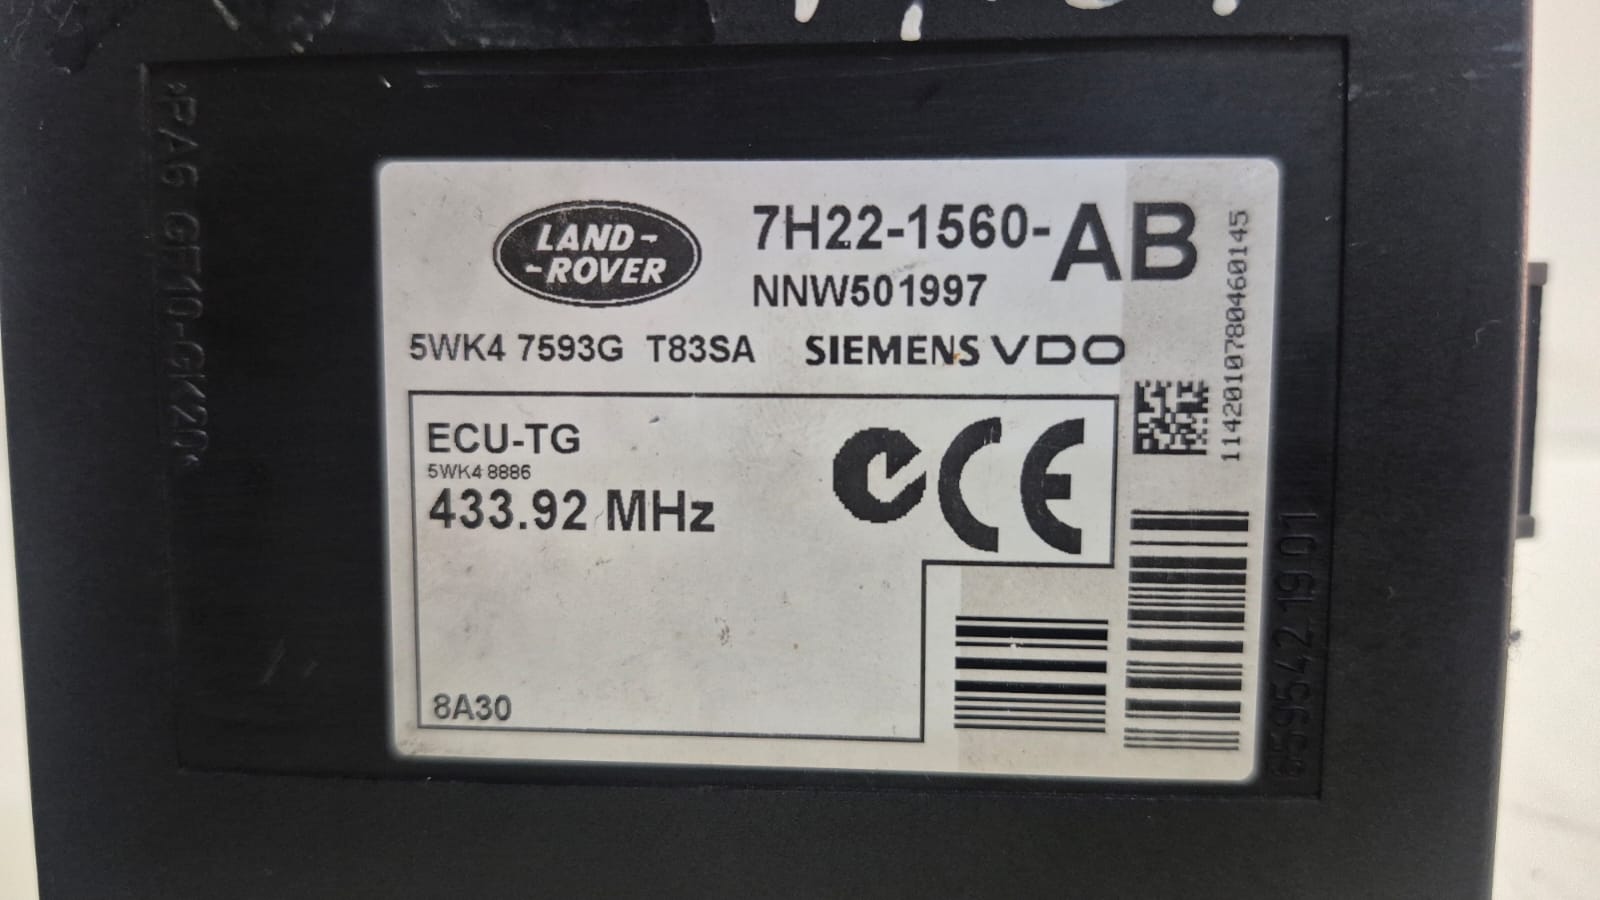 *PA6 GF10-GK20*
LAND-
-ROVER
7H22-1560-AB
NNW501997
5WK4 7593G T83SA SIEMENS VDO
ECU-TG
5WK4 8886
433.92 MHz
CE
8A30
11420107804601​45